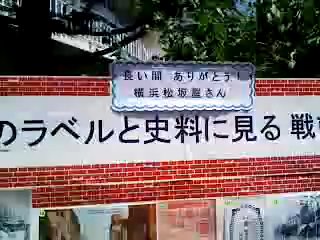 長い間 ありがとう!
横浜松坂屋さん
のラベルと史料に見る 戦